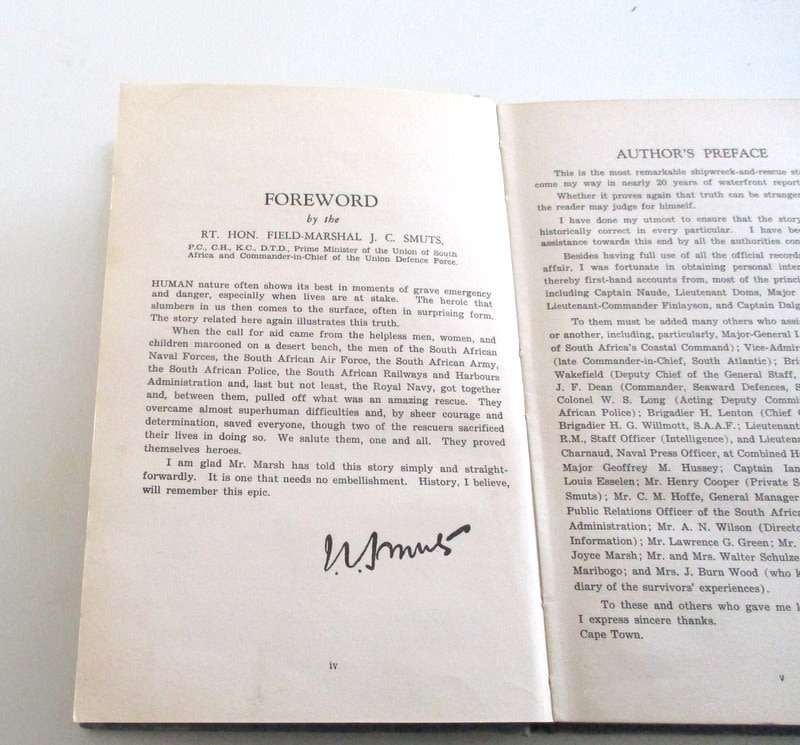 FOREWORD
by the
RT. HON. FIELD-MARSHAL J. C. SMUTS,
P.C., C.H., K.C., D.T.D., Prime Minister of the Union of South
Africa and Commander-in-Chief of the Union Defence Force.
HUMAN nature often shows its best in moments of grave emergency
and danger, especially when lives are at stake. The heroic that
slumbers in us then comes to the surface, often in surprising form.
The story related here again illustrates this truth.
When the call for aid came from the helpless men, women, and
children marooned on a desert bench, the men of the South African
Naval Forces, the South African Air Force, the South African Army,
the South African Police, the South African Railways and Harbours
Administration and, last but not least, the Royal Navy, got together
and, between them, pulled off what was an amazing rescue. They
overcame almost superhuman difficulties and, by sheer courage and
determination, saved everyone, though two of the rescuers sacrificed
their lives in doing so. We salute them, one and all. They proved
themselves heroes.
I am glad Mr. Marsh has told this story simply and straight-
forwardly. It is one that needs no embellishment. History, I believe,
will remember this epic.
J.C. Smuts
iv
AUTHOR'S PREFACE
This is the most remarkable shipwreck-and-rescue
come my way in nearly 20 years of waterfront
Whether it proves again that truth can be
the reader may judge for himself.
I have done my utmost to ensure that the
historically correct in every particular. I have
assistance towards this end by all the authorities
Besides having full use of all the official
affair, I was fortunate in obtaining personal
thereby first-hand accounts from, most of the
including Captain Naude, Lieutenant Doms, Major
Lieutenant-Commander Finlayson, and Captain
To them must be added many others who
or another, including, particularly, Major-General
of South Africa's Coastal Command);
(late Commander-in-Chief, South Atlantic);
Wakefield (Deputy Chief of the General Staff,
J. F. Dean (Commander, Seaward Defences,
Colonel W. S. Long (Acting Deputy
African Police); Brigadier H. Lenton (Chief
Brigadier H. G. Willmott, S.A.A.F.; Lieutenant
R.M., Staff Officer (Intelligence), and
Charnaud, Naval Press Officer, at Combined
Major Geoffrey M. Hussey; Captain
Louis Esselen; Mr. Henry Cooper (Private
Smuts); Mr. C. M. Hoffe, General Manager
Public Relations Officer of the South
Administration; Mr. A. N. Wilson
Information); Mr. Lawrence G. Green; Mr.
Joyce Marsh; Mr. and Mrs. Walter
Maribogo; and Mrs. J. Burn Wood (who
diary of the survivors' experiences).
To these and others who gave me
I express sincere thanks.
Cape Town.
v